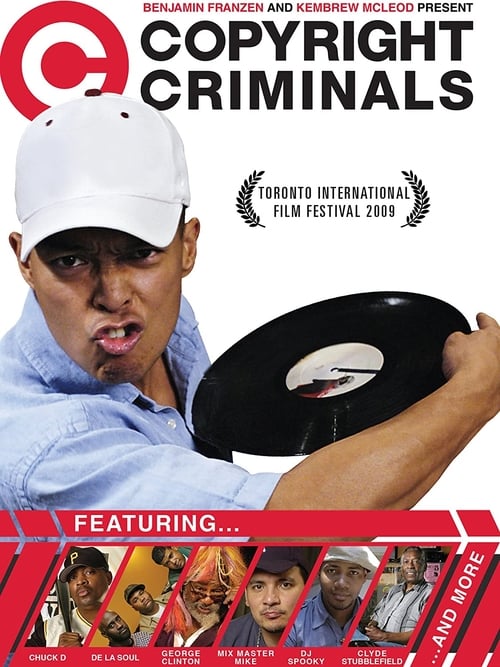 BENJAMIN FRANZEN AND KEMBREW MCLEOD PRESENT
C
COPYRIGHT
CRIMINALS
TORONTO INTERNATIONAL
FILM FESTIVAL 2009
FEATURING...
CHUCK D
DE LA SOUL
GEORGE
CLINTON
MIX MASTER
MIKE
DJ
SPOOKY
CLYDE
STUBBLEFIELD
...AND MORE